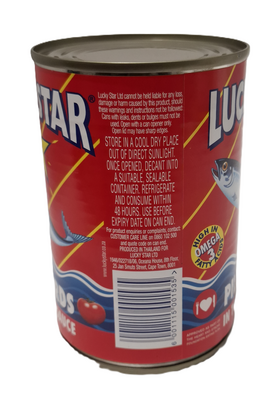 STAR
LUC
Lucky Star Ltd cannot be held liable for any loss,
damage or harm caused by this product, should
these warnings and instructions not be followed.
Cans with leaks, dents or bulges must not be
used. Open with a can opener only.
Open lid may have sharp edges.
STORE IN A COOL DRY PLACE
OUT OF DIRECT SUNLIGHT.
ONCE OPENED, DECANT INTO
A SUITABLE, SEALABLE
CONTAINER, REFRIGERATE
AND CONSUME WITHIN
48 HOURS. USE BEFORE
EXPIRY DATE ON CAN END.
For product enquiries or complaints, contact
CUSTOMER CARE LINE on 0860 100 500
and quote code on can end.
PRODUCED IN THAILAND FOR
LUCKY STAR LTD
25 Jan Smuts Street, Cape Town, 8001
HIGH IN
OMEGA
3
FATTY
RDS
UCE
P
IN
6001115001535